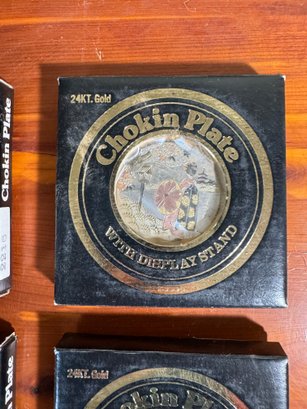 24KT. Gold
Chokin Plate
WITH DISPLAY STAND
Chokin Plate
24KT. Gold
Chokin Plate
Plate